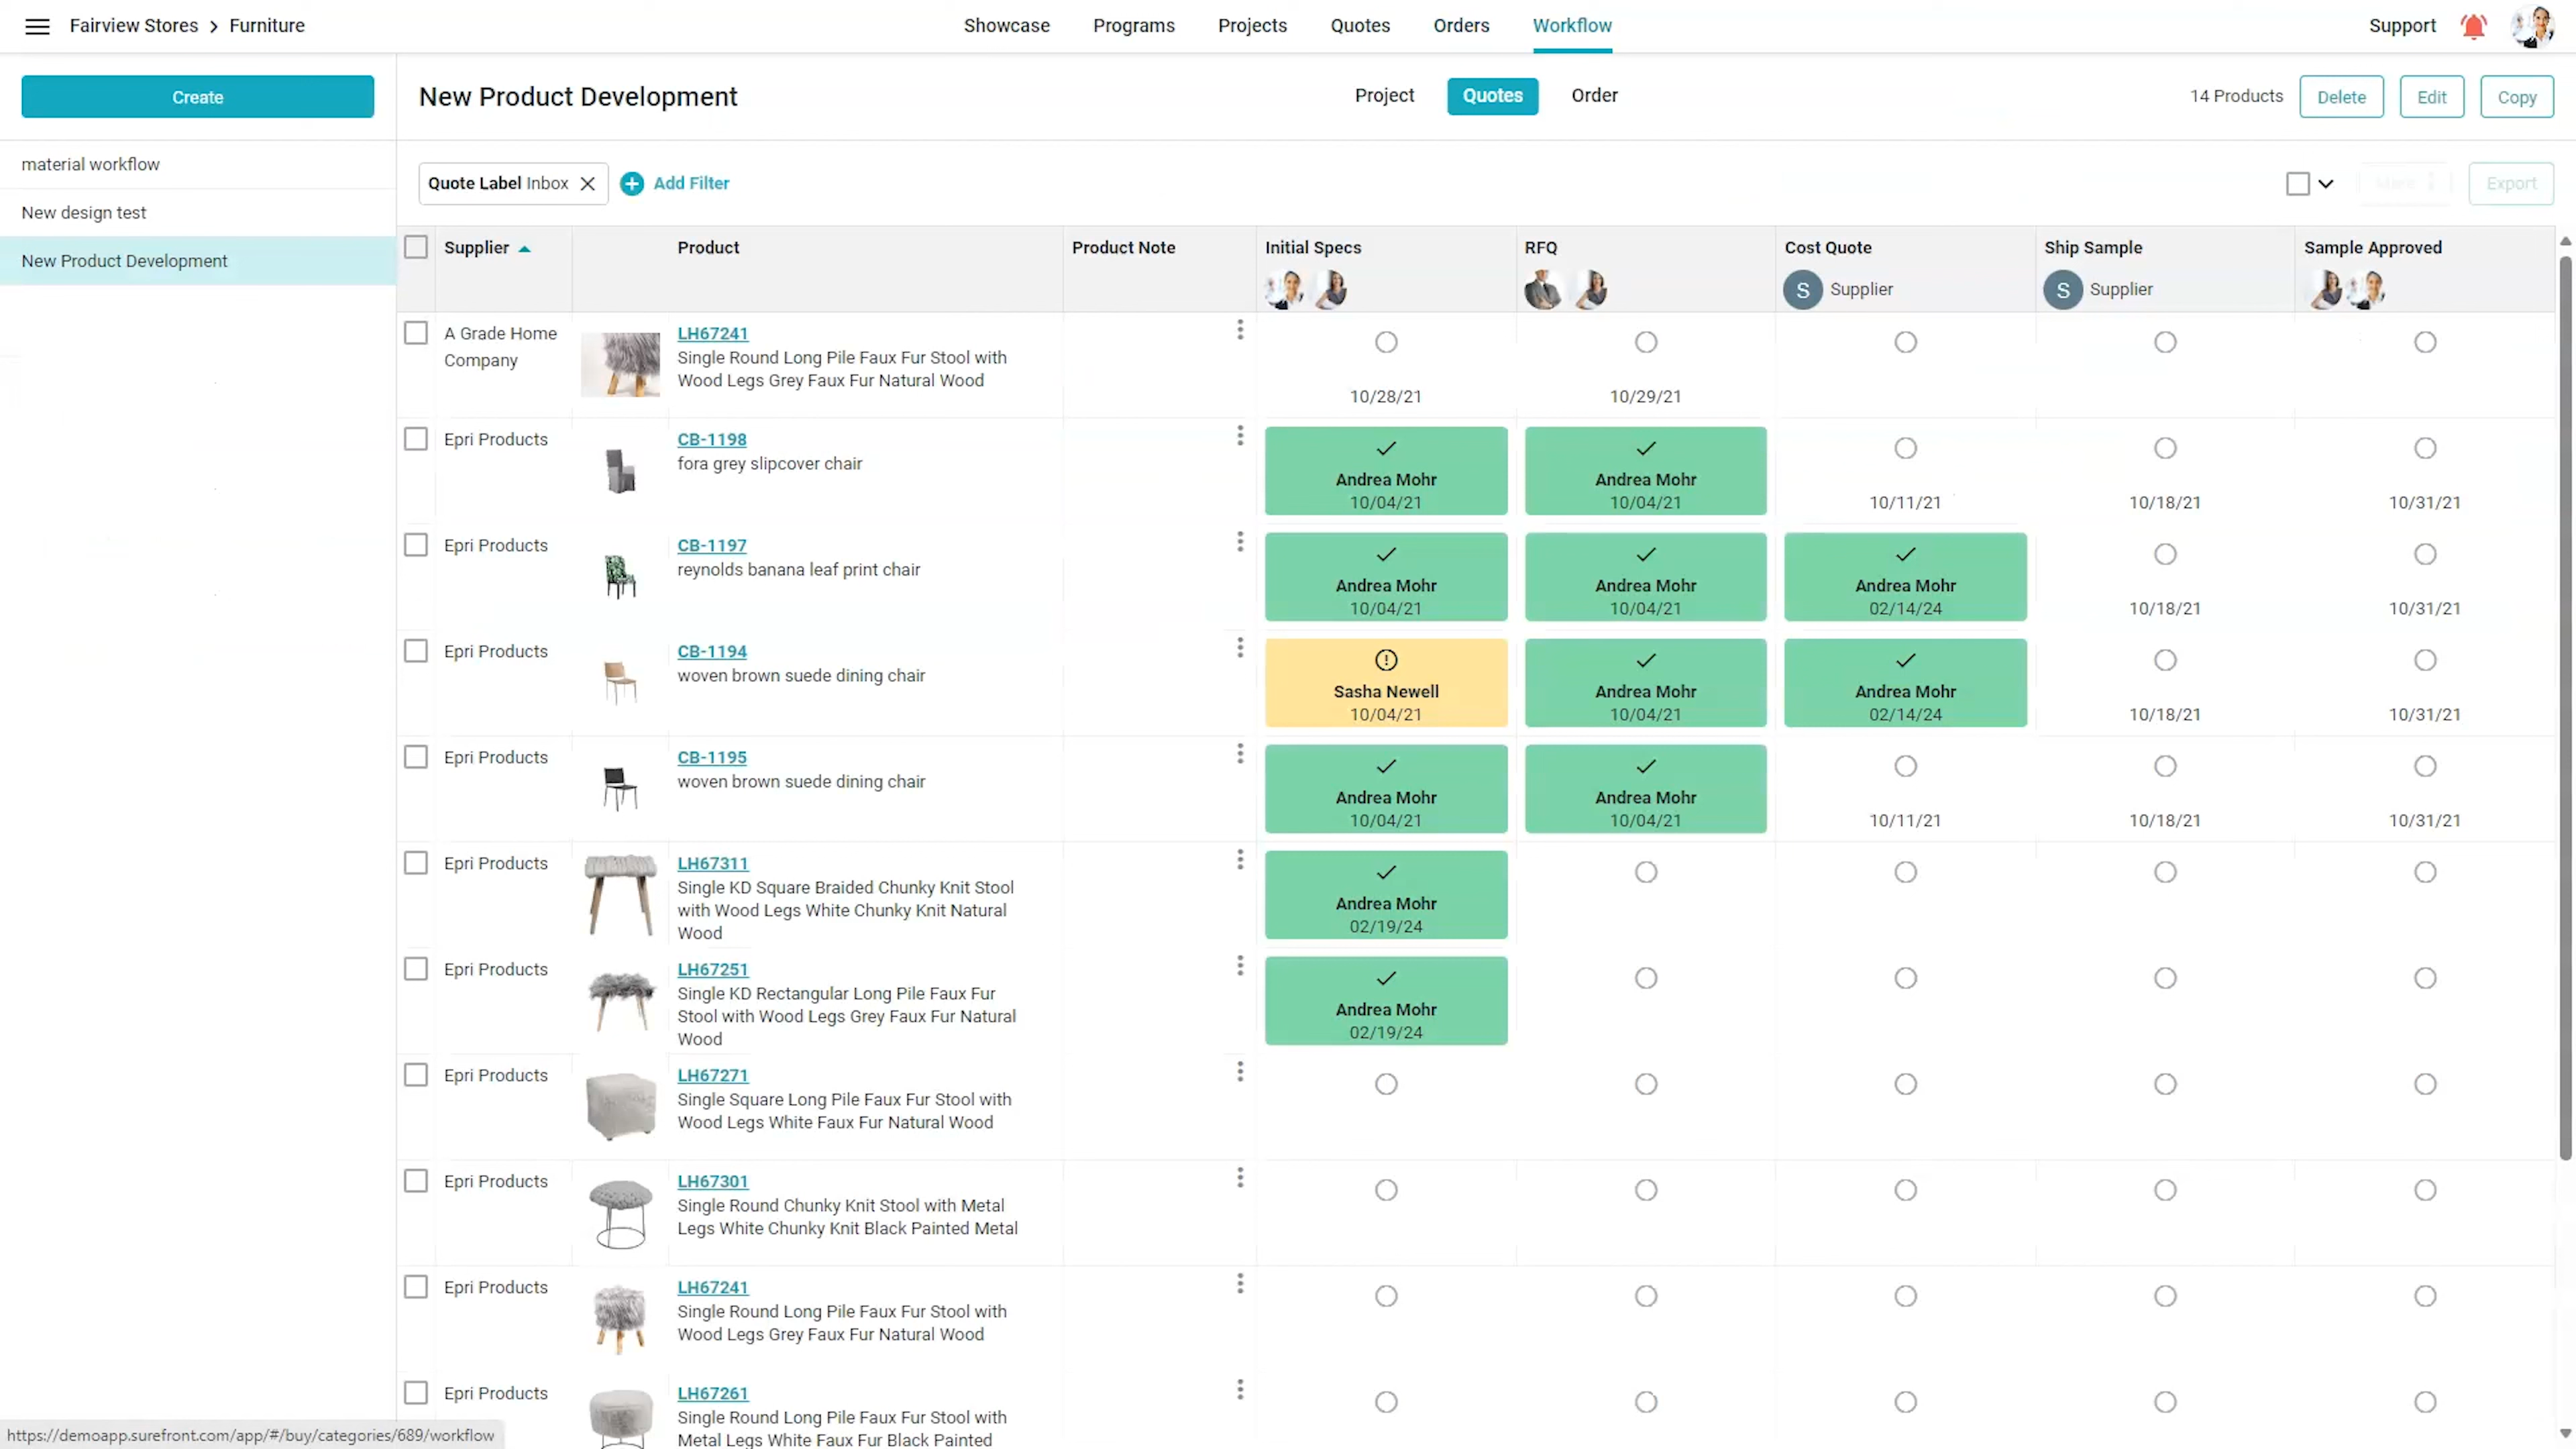 Fairview Stores > Furniture
Showcase
Programs
Projects
Quotes
Orders
Workflow
Support
Create
New Product Development
Project
Quotes
Order
14 Products
Delete
Edit
Copy
material workflow
New design test
New Product Development
Quote Label Inbox
Add Filter
Export
Supplier
Product
Product Note
Initial Specs
RFQ
Cost Quote
Ship Sample
Sample Approved
S Supplier
S Supplier
A Grade Home
Company
LH67241
Single Round Long Pile Faux Fur Stool with
Wood Legs Grey Faux Fur Natural Wood
10/28/21
10/29/21
Epri Products
CB-1198
fora grey slipcover chair
Andrea Mohr
10/04/21
Andrea Mohr
10/04/21
10/11/21
10/18/21
10/31/21
Epri Products
CB-1197
reynolds banana leaf print chair
Andrea Mohr
10/04/21
Andrea Mohr
10/04/21
Andrea Mohr
02/14/24
10/18/21
10/31/21
Epri Products
CB-1194
woven brown suede dining chair
Sasha Newell
10/04/21
Andrea Mohr
10/04/21
Andrea Mohr
02/14/24
10/18/21
10/31/21
Epri Products
CB-1195
woven brown suede dining chair
Andrea Mohr
10/04/21
Andrea Mohr
10/04/21
10/11/21
10/18/21
10/31/21
Epri Products
LH67311
Single KD Square Braided Chunky Knit Stool
with Wood Legs White Chunky Knit Natural
Wood
Andrea Mohr
02/19/24
Epri Products
LH67251
Single KD Rectangular Long Pile Faux Fur
Stool with Wood Legs Grey Faux Fur Natural
Wood
Andrea Mohr
02/19/24
Epri Products
LH67271
Single Square Long Pile Faux Fur Stool with
Wood Legs White Faux Fur Natural Wood
Epri Products
LH67301
Single Round Chunky Knit Stool with Metal
Legs White Chunky Knit Black Painted Metal
Epri Products
LH67241
Single Round Long Pile Faux Fur Stool with
Wood Legs Grey Faux Fur Natural Wood
Epri Products
LH67261
Single Round Long Pile Faux Fur Stool with
Metal Legs White Faux Fur Black Painted
https://demoapp.surefront.com/app/#/buy/categories/689/workflow